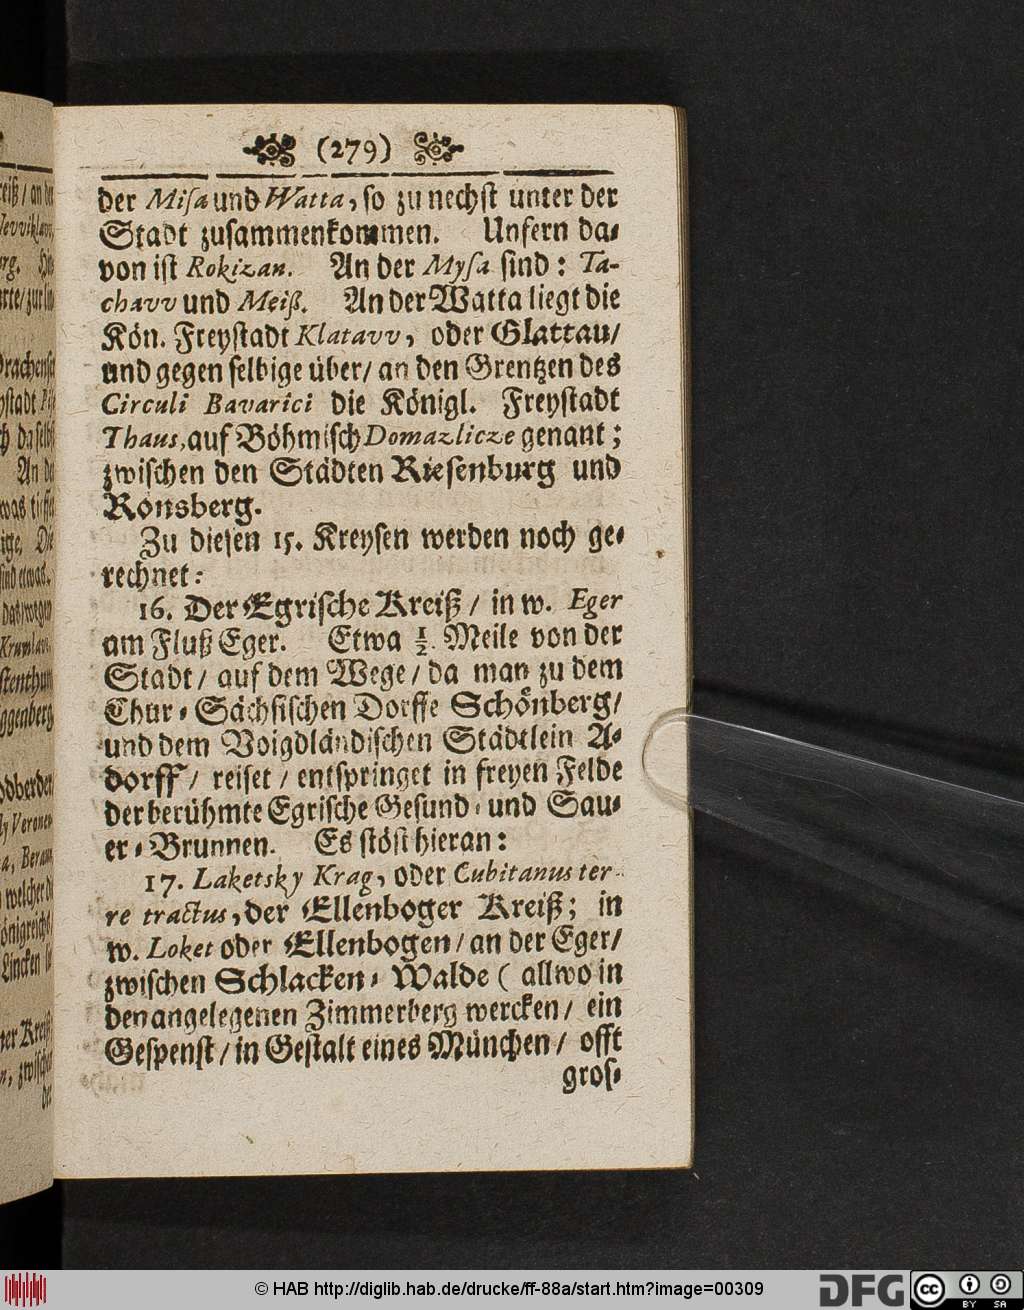 (279)
der Miſa und Watta, ſo zu nechſt unter der
Stadt zuſammenkommen. Unfern da⸗
von iſt Rokizan. An der Myſa ſind: Ta-
chavv und Meiß. An der Watta liegt die
Kön. Freyſtadt Klatavv, oder Glattau/
und gegen ſelbige über/ an den Grentzen des
Circuli Bavarici die Königl. Freyſtadt
Thaus, auf Böhmiſch Domazlicze genant;
zwiſchen den Städten Rieſenburg und
Ronsberg.
Zu dieſen 15. Kreyſen werden noch ge⸗
rechnet:
16. Der Egriſche Kreiß/ in w. Eger
am Fluß Eger. Etwa ½. Meile von der
Stadt/ auf dem Wege/ da man zu dem
Chur⸗Sächſiſchen Dorffe Schönberg/
und dem Voigdländiſchen Städtlein A⸗
dorff/ reiſet/ entſpringet in freyen Felde
der berühmte Egriſche Geſund⸗ und Sau⸗
er⸗Brunnen. Es ſtöſt hieran:
17. Laketsky Krag, oder Cubitanus ter-
re tractus, der Ellenboger Kreiß; in
w. Loket oder Ellenbogen/ an der Eger/
zwiſchen Schlacken⸗Walde (allwo in
den angelegenen Zimmerberg wercken/ ein
Geſpenſt/ in Geſtalt eines München/ offt
groſ⸗
© HAB http://diglib.hab.de/drucke/ff-88a/start.htm?image=00309
DFG
cc
BY SA